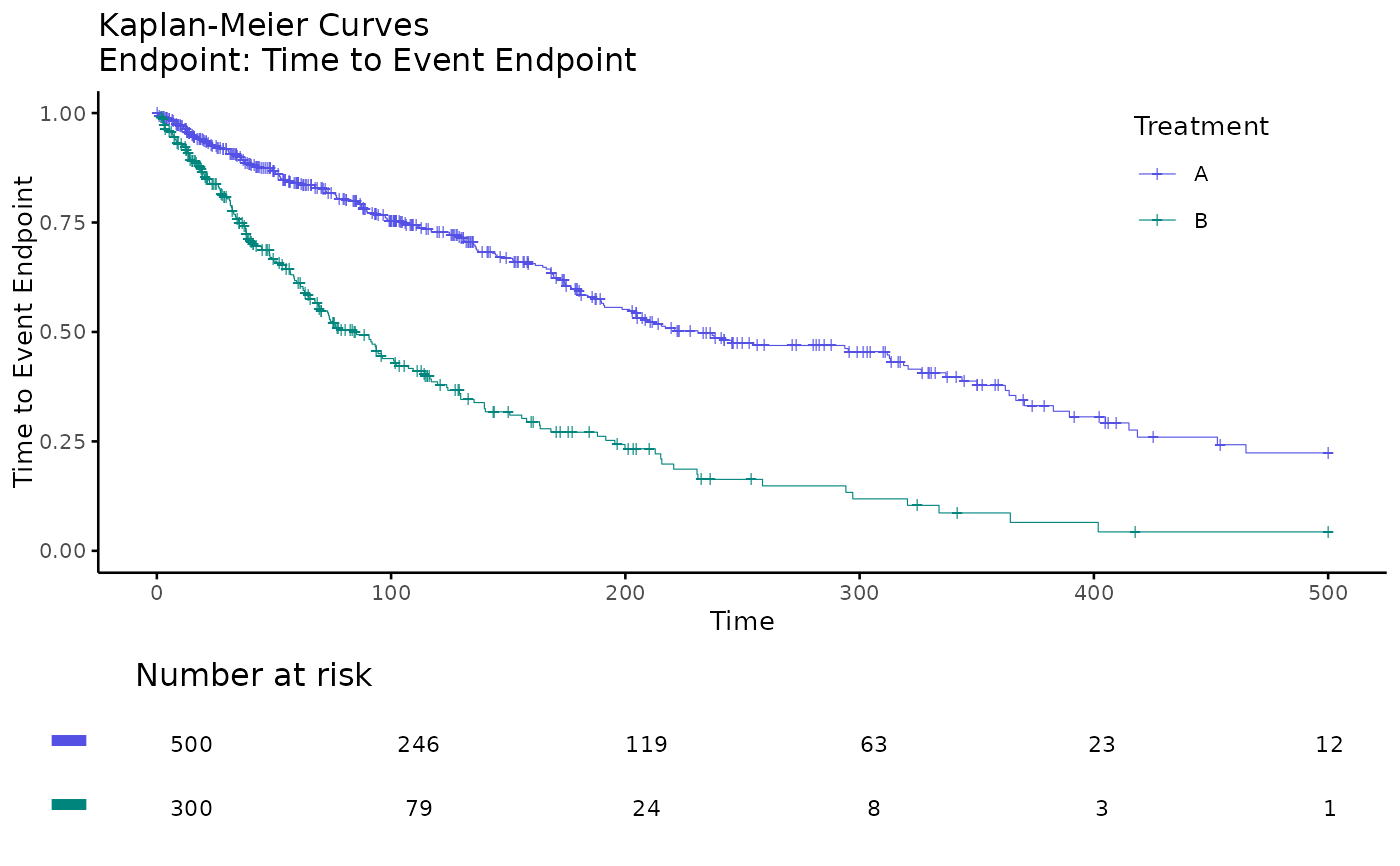 Kaplan-Meier Curves
Endpoint: Time to Event Endpoint
Time to Event Endpoint
1.00
0.75
0.50
0.25
0.00
Treatment
A
B
0 100 200 300 400 500
Time
Number at risk
500 246 119 63 23 12
300 79 24 8 3 1